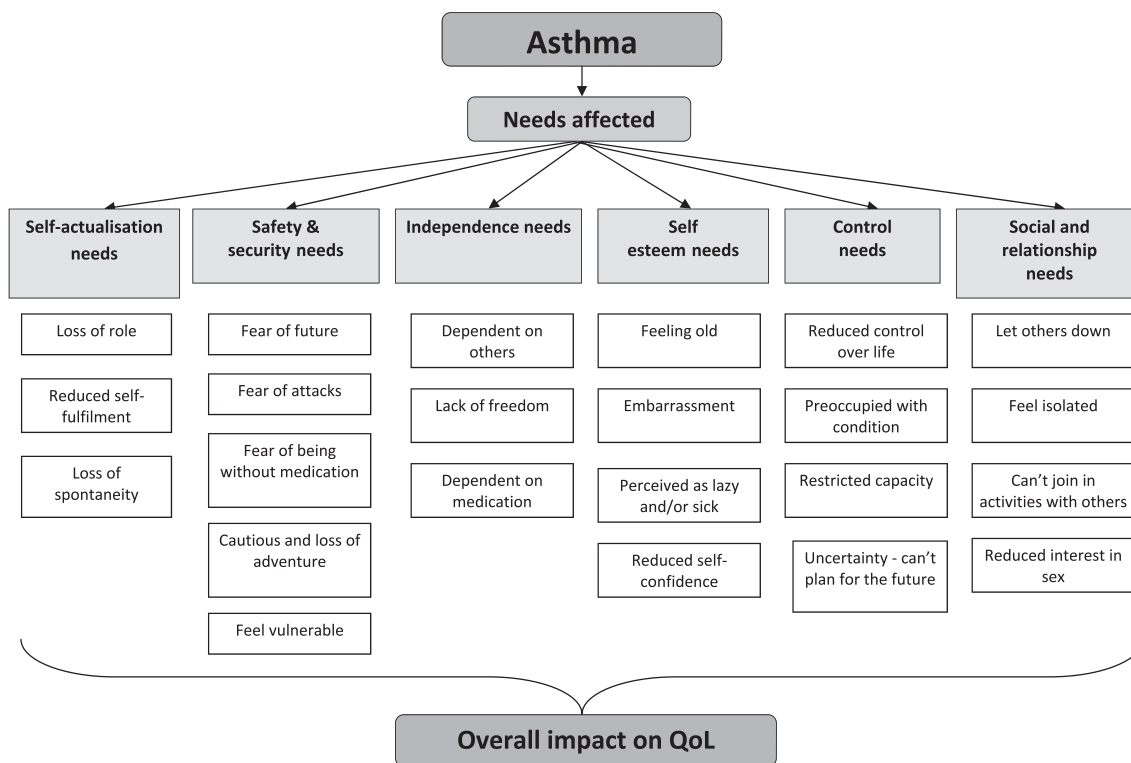 Asthma
Needs affected
Self-actualisation
needs
Loss of role
Reduced self-
fulfilment
Loss of
spontaneity
Safety &
security needs
Fear of future
Fear of attacks
Fear of being
without medication
Cautious and loss of
adventure
Feel vulnerable
Independence needs
Dependent on
others
Lack of freedom
Dependent on
medication
Self
esteem needs
Feeling old
Embarrassment
Perceived as lazy
and/or sick
Reduced self-
confidence
Control
needs
Reduced control
over life
Preoccupied with
condition
Restricted capacity
Uncertainty - can’t
plan for the future
Social and
relationship
needs
Let others down
Feel isolated
Can’t join in
activities with others
Reduced interest in
sex
Overall impact on QoL